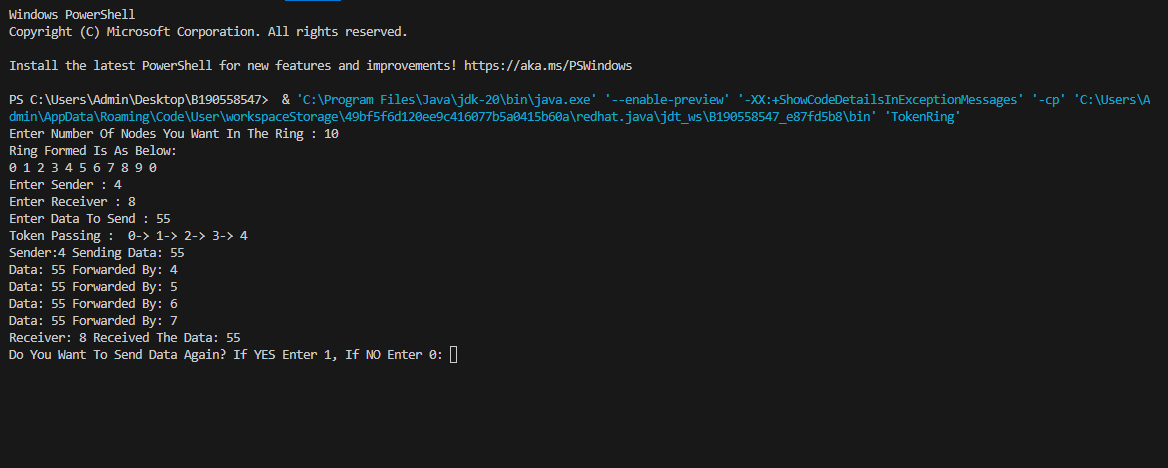 Windows PowerShell
Copyright (C) Microsoft Corporation. All rights reserved.
Install the latest PowerShell for new features and improvements! https://aka.ms/PSWindows
PS C:\Users\Admin\Desktop\B190558547>  & 'C:\Program Files\Java\jdk-20\bin\java.exe' '--enable-preview' '-XX:+ShowCodeDetailsInExceptionMessages' '-cp' 'C:\Users\A
dmin\AppData\Roaming\Code\User\workspaceStorage\49bf5f6d120ee9c416077b5a0415b60a\redhat.java\jdt_ws\B190558547_e87fd5b8\bin' 'TokenRing'
Enter Number Of Nodes You Want In The Ring : 10
Ring Formed Is As Below:
0 1 2 3 4 5 6 7 8 9 0
Enter Sender : 4
Enter Receiver : 8
Enter Data To Send : 55
Token Passing :  0-> 1-> 2-> 3-> 4
Sender:4 Sending Data: 55
Data: 55 Forwarded By: 4
Data: 55 Forwarded By: 5
Data: 55 Forwarded By: 6
Data: 55 Forwarded By: 7
Receiver: 8 Received The Data: 55
Do You Want To Send Data Again? If YES Enter 1, If NO Enter 0: